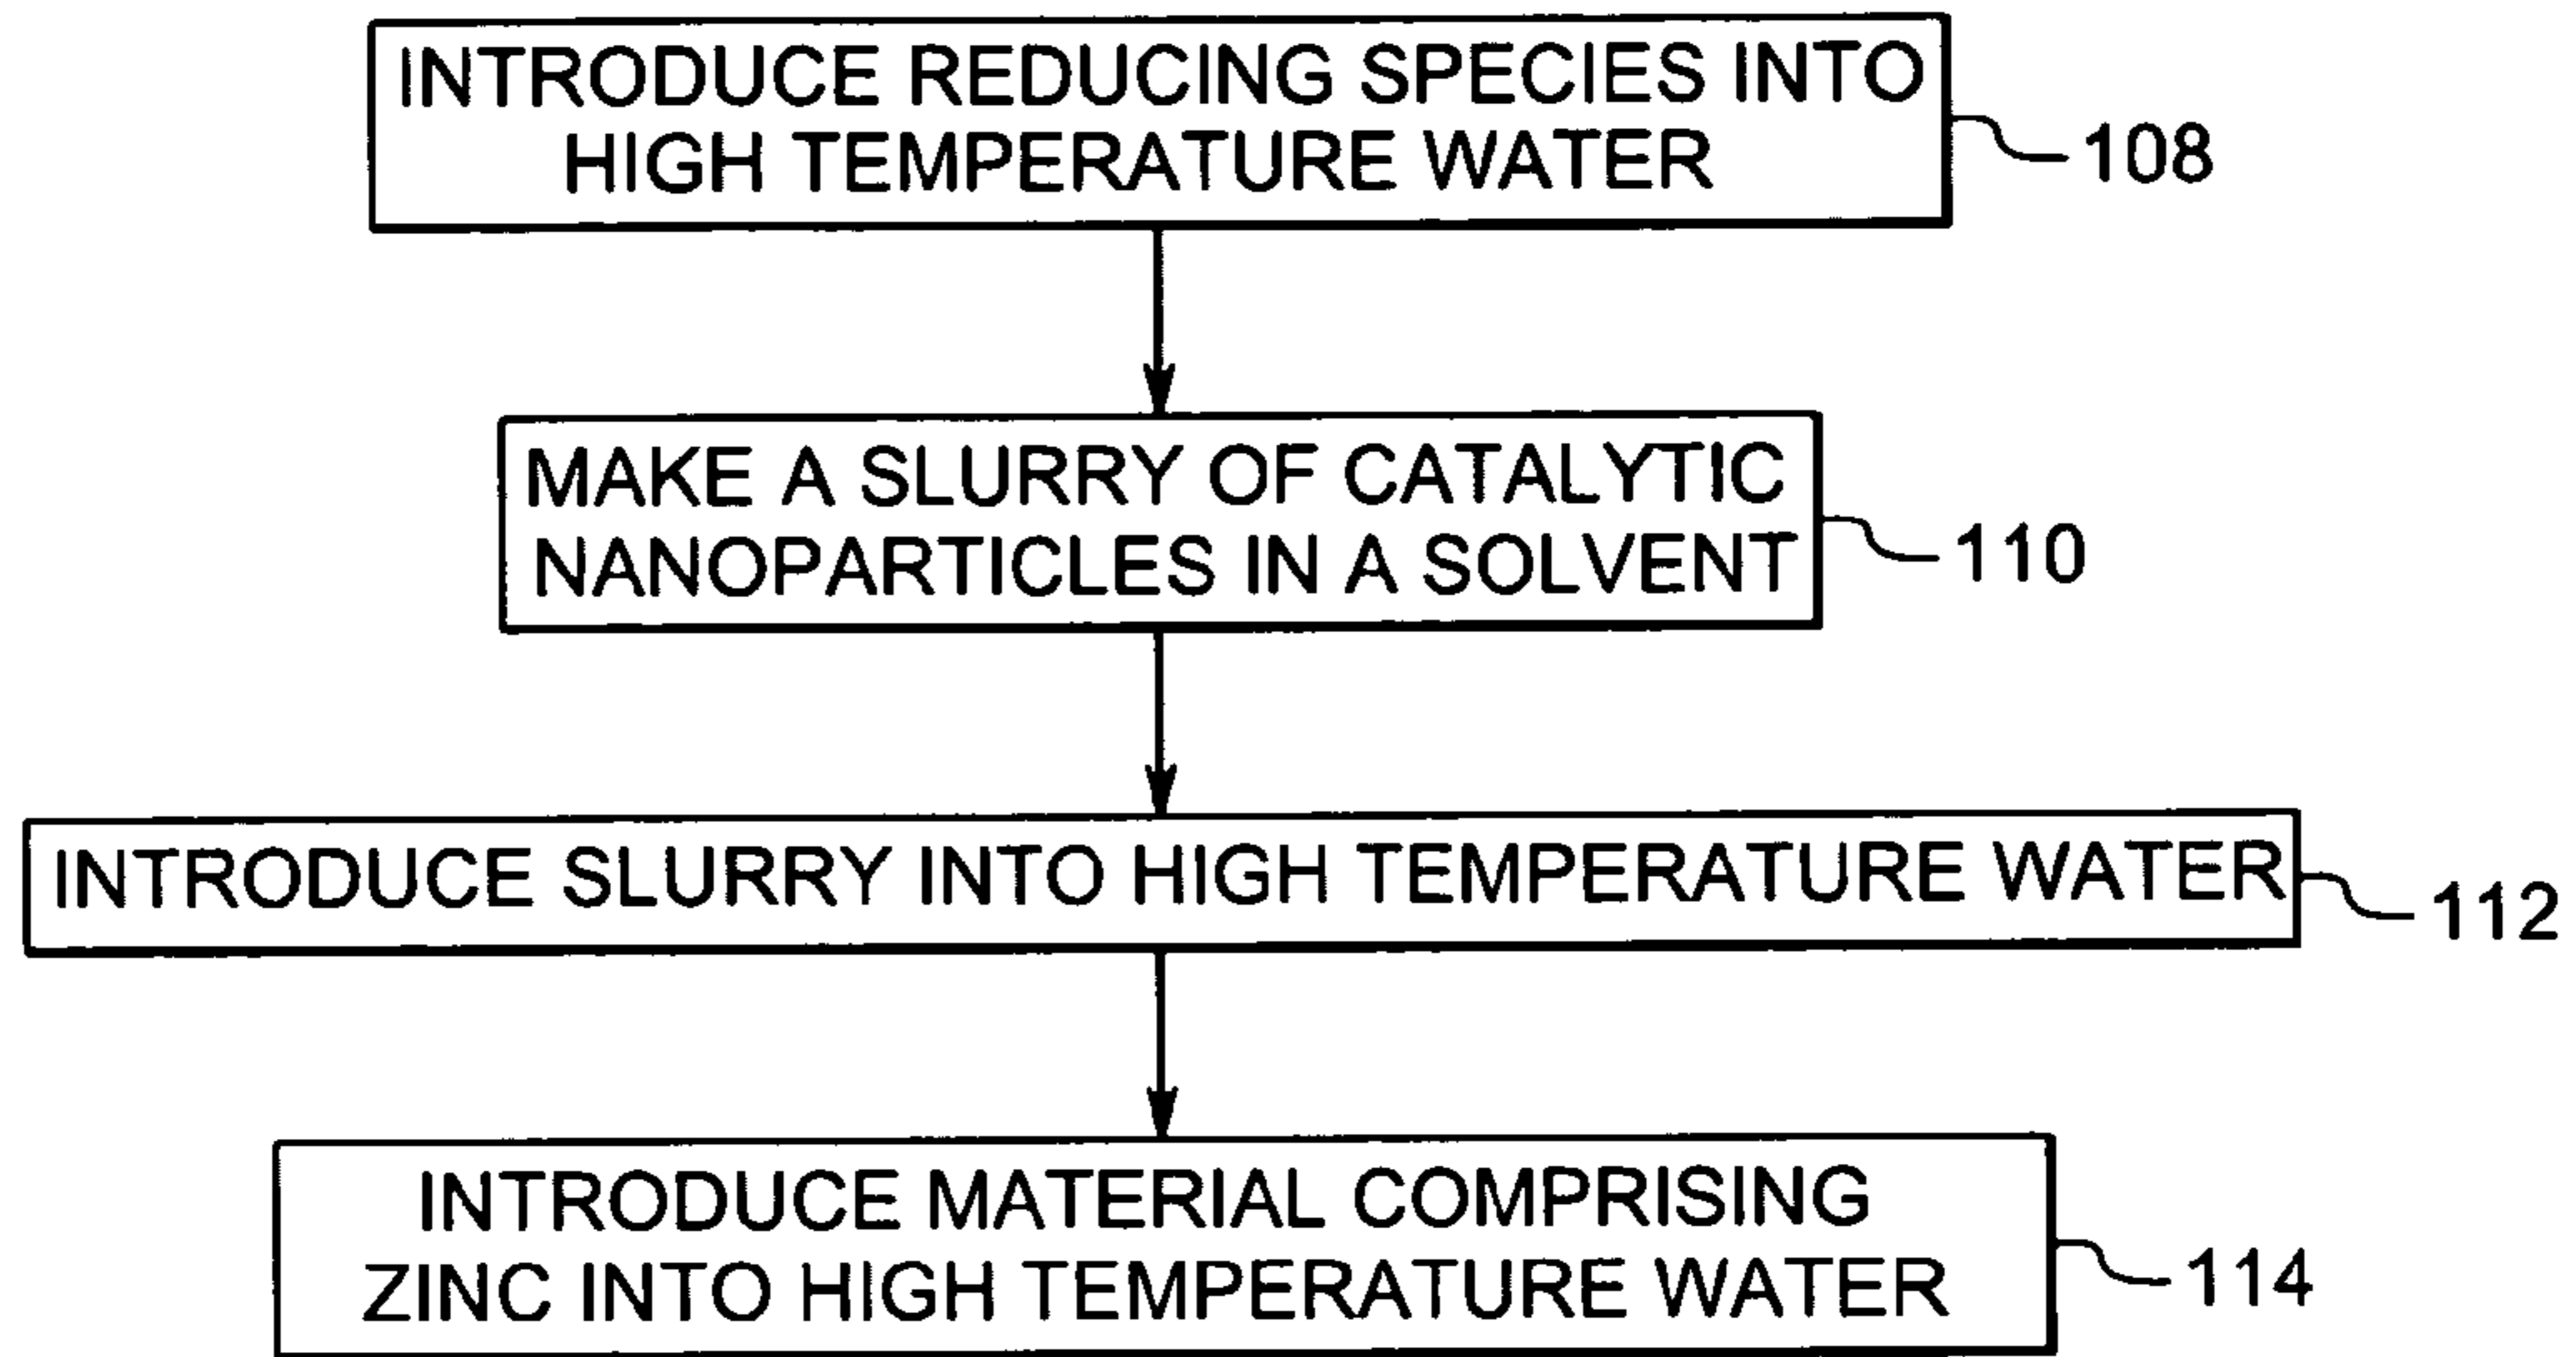 INTRODUCE REDUCING SPECIES INTO
HIGH TEMPERATURE WATER
108
MAKE A SLURRY OF CATALYTIC
NANOPARTICLES IN A SOLVENT
110
INTRODUCE SLURRY INTO HIGH TEMPERATURE WATER
112
INTRODUCE MATERIAL COMPRISING
ZINC INTO HIGH TEMPERATURE WATER
114